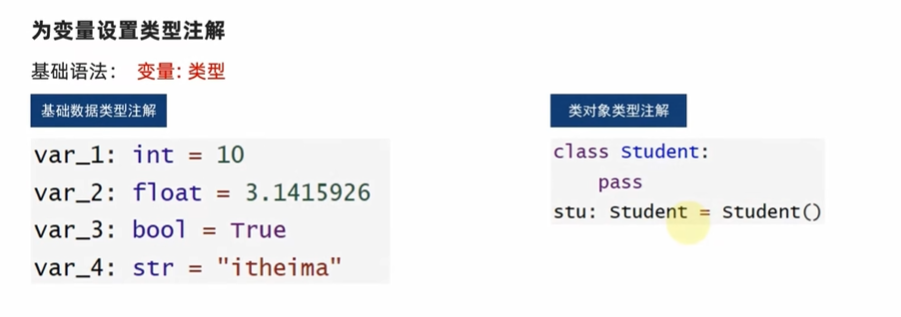 为变量设置类型注解
基础语法： 变量: 类型
基础数据类型注解
var_1: int = 10
var_2: float = 3.1415926
var_3: bool = True
var_4: str = "itheima"
类对象类型注解
class Student:
    pass
stu: Student = Student()